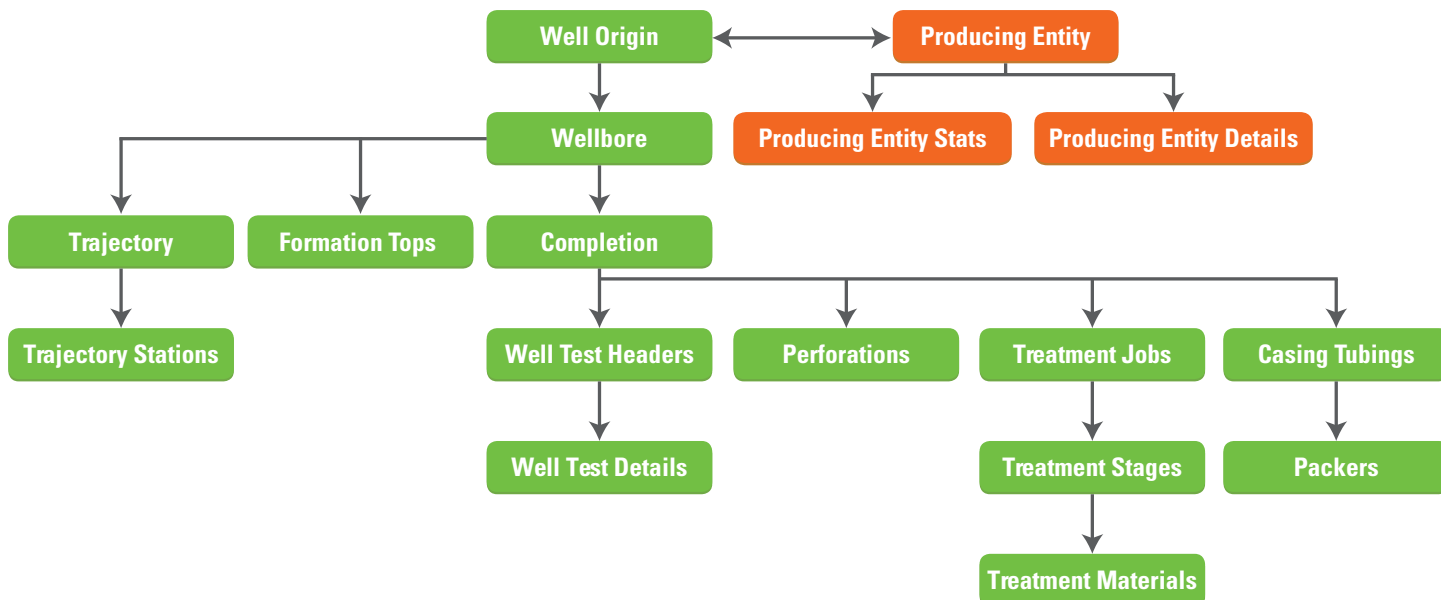 Well Origin
Producing Entity
Wellbore
Producing Entity Stats
Producing Entity Details
Trajectory
Formation Tops
Completion
Trajectory Stations
Well Test Headers
Perforations
Treatment Jobs
Casing Tubings
Well Test Details
Treatment Stages
Packers
Treatment Materials